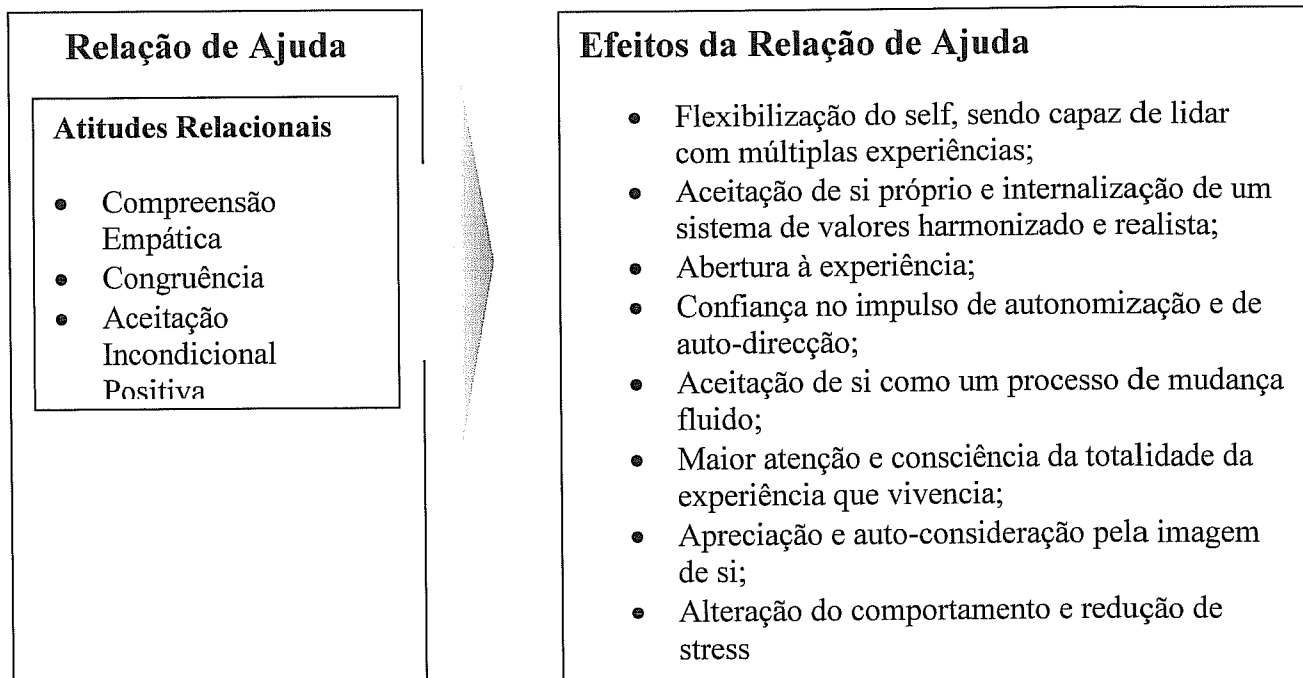 Relação de Ajuda
Atitudes Relacionais
• Compreensão
Empática
• Congruência
• Aceitação
Incondicional
Positiva
Efeitos da Relação de Ajuda
• Flexibilização do self, sendo capaz de lidar
com múltiplas experiências;
• Aceitação de si próprio e internalização de um
sistema de valores harmonizado e realista;
• Abertura à experiência;
• Confiança no impulso de autonomização e de
auto-direcção;
• Aceitação de si como um processo de mudança
fluido;
• Maior atenção e consciência da totalidade da
experiência que vivencia;
• Apreciação e auto-consideração pela imagem
de si;
• Alteração do comportamento e redução de
stress